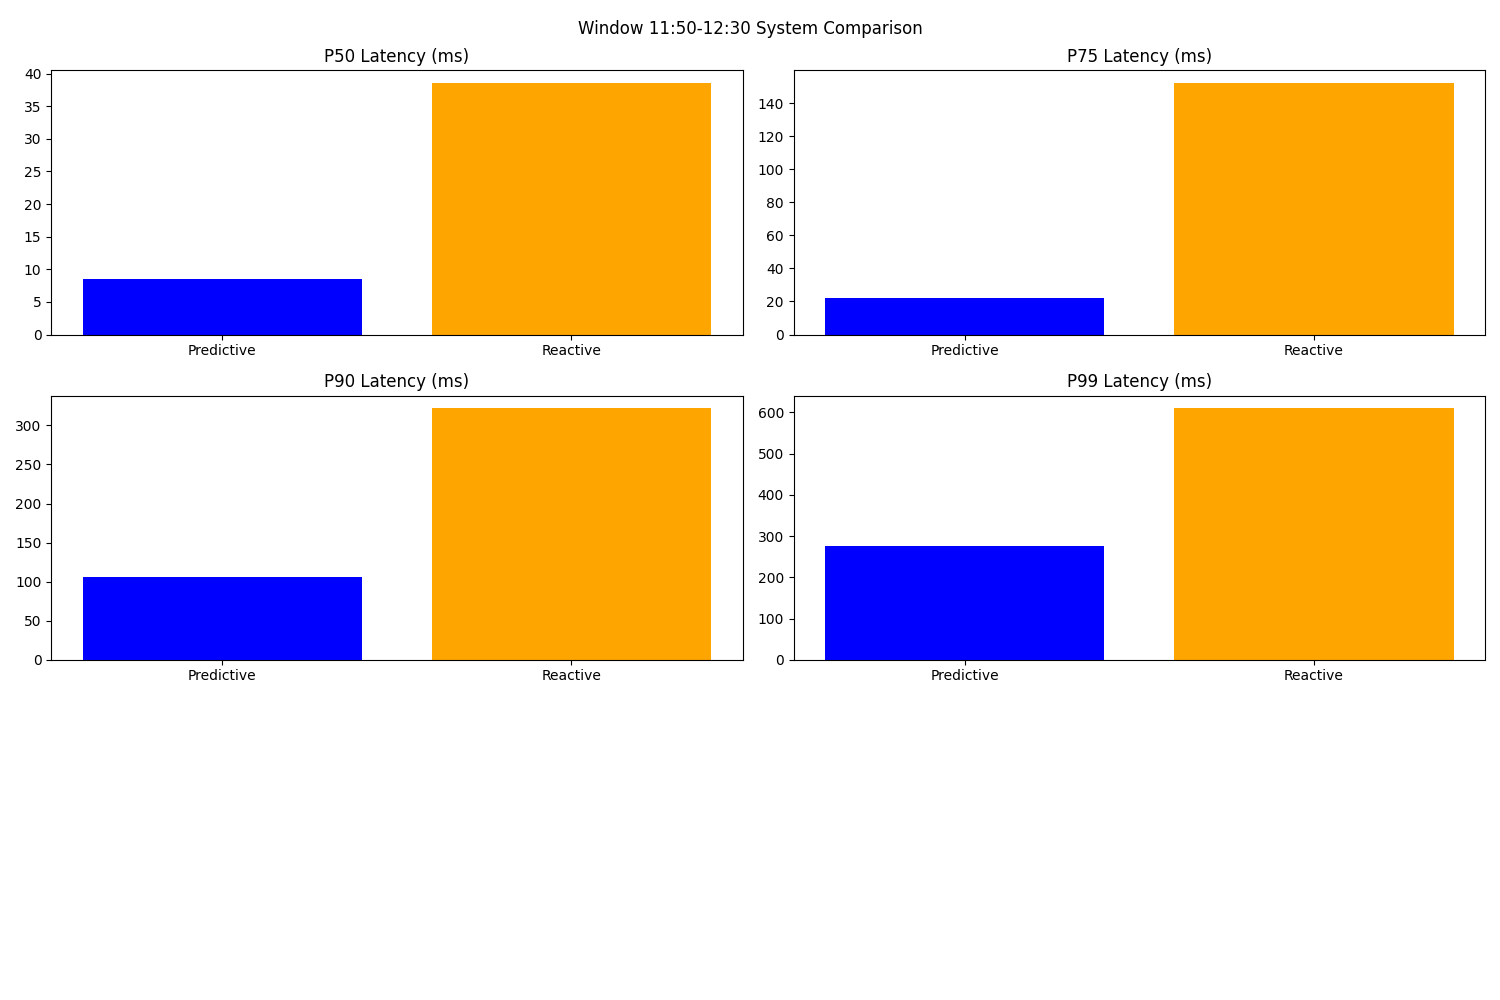 Window 11:50-12:30 System Comparison
P50 Latency (ms)
40
35
30
25
20
15
10
5
0
Predictive
Reactive
P75 Latency (ms)
140
120
100
80
60
40
20
0
Predictive
Reactive
P90 Latency (ms)
300
250
200
150
100
50
0
Predictive
Reactive
P99 Latency (ms)
600
500
400
300
200
100
0
Predictive
Reactive